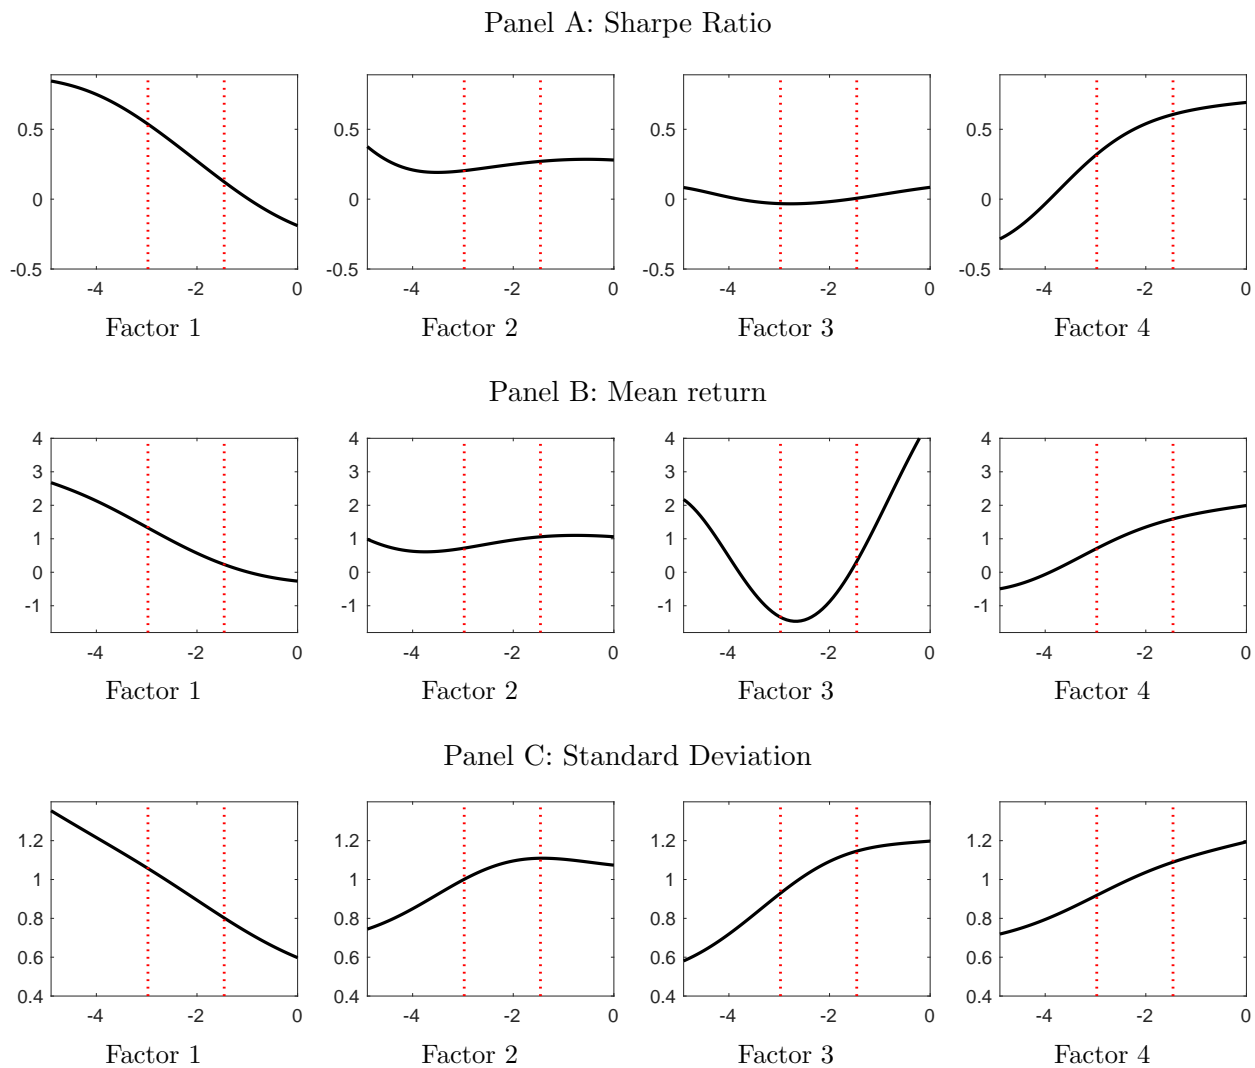 Panel A: Sharpe Ratio
0.5 0.5 0.5 0.5
0 0 0 0
-0.5 -0.5 -0.5 -0.5
-4 -2 0 -4 -2 0 -4 -2 0 -4 -2 0
Factor 1 Factor 2 Factor 3 Factor 4
Panel B: Mean return
4 4 4 4
3 3 3 3
2 2 2 2
1 1 1 1
0 0 0 0
-1 -1 -1 -1
-4 -2 0 -4 -2 0 -4 -2 0 -4 -2 0
Factor 1 Factor 2 Factor 3 Factor 4
Panel C: Standard Deviation
1.2 1.2 1.2 1.2
1 1 1 1
0.8 0.8 0.8 0.8
0.6 0.6 0.6 0.6
0.4 0.4 0.4 0.4
-4 -2 0 -4 -2 0 -4 -2 0 -4 -2 0
Factor 1 Factor 2 Factor 3 Factor 4